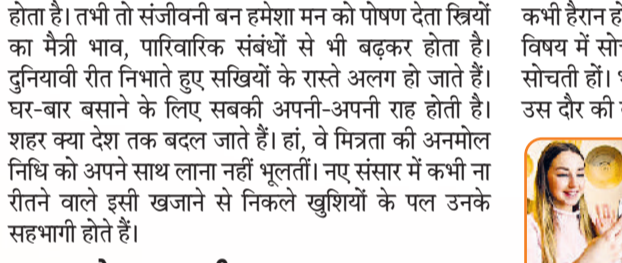 होता है। तभी तो संजीवनी बन हमेशा मन को पोषण देता स्त्रियों
का मैत्री भाव, पारिवारिक संबंधों से भी बढ़कर होता है।
दुनियावी रीत निभाते हुए सखियों के रास्ते अलग हो जाते हैं।
घर-बार बसाने के लिए सबकी अपनी-अपनी राह होती है।
शहर क्या देश तक बदल जाते हैं। हां, वे मित्रता की अनमोल
निधि को अपने साथ लाना नहीं भूलतीं। नए संसार में कभी ना
रीतने वाले इसी खजाने से निकले खुशियों के पल उनके
सहभागी होते हैं।
कभी हैरान
विषय में
सोचती हों।
उस दौर की